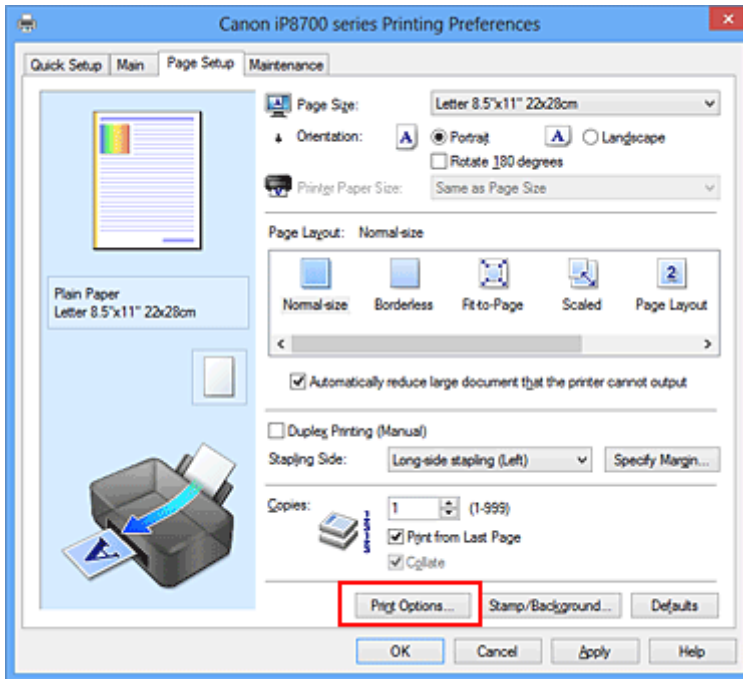 Canon iP8700 series Printing Preferences
Quick Setup Main Page Setup Maintenance
Page Size: Letter 8.5"x11" 22x28cm
Orientation: A Portrait A Landscape
Rotate 180 degrees
Printer Paper Size: Same as Page Size
Page Layout: Normal-size
2
Normal-size Borderless Fit-to-Page Scaled Page Layout
Plain Paper
Letter 8.5"x11" 22x28cm
Automatically reduce large document that the printer cannot output
Duplex Printing (Manual)
Stapling Side: Long-side stapling (Left) Specify Margin...
Copies: 1 (1-999)
Print from Last Page
Collate
A
Print Options... Stamp/Background... Defaults
OK Cancel Apply Help